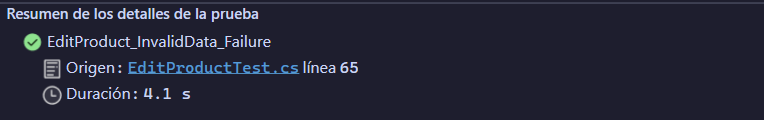 Resumen de los detalles de la prueba
EditProduct_InvalidData_Failure
Origen: EditProductTest.cs línea 65
Duración: 4.1 s